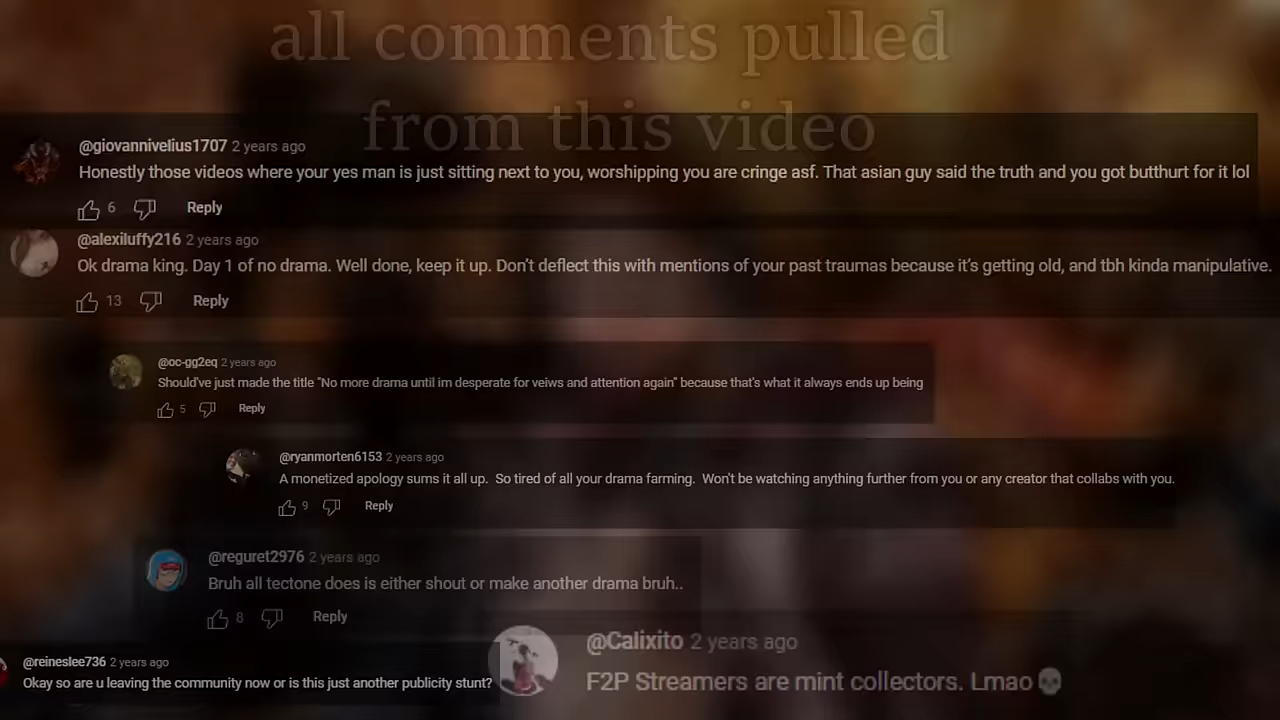 all comments pulled
from this video
@giovannivelius1707 2 years ago
Honestly those videos where your yes man is just sitting next to you, worshipping you are cringe asf. That asian guy said the truth and you got butthurt for it lol
6 Reply
@alexiluffy216 2 years ago
Ok drama king. Day 1 of no drama. Well done, keep it up. Don't deflect this with mentions of your past traumas because it's getting old, and tbh kinda manipulative.
13 Reply
@oc-gg2eq 2 years ago
Should've just made the title "No more drama until im desperate for veiws and attention again" because that's what it always ends up being
5 Reply
@ryanmorten6153 2 years ago
A monetized apology sums it all up. So tired of all your drama farming. Won't be watching anything further from you or any creator that collabs with you.
9 Reply
@reguret2976 2 years ago
Bruh all tectone does is either shout or make another drama bruh..
8 Reply
@reineslee736 2 years ago
Okay so are u leaving the community now or is this just another publicity stunt?
@Calixito 2 years ago
F2P Streamers are mint collectors. Lmao💀